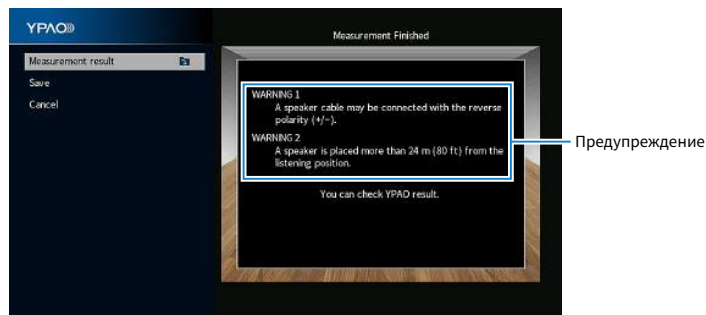 YPAO
Measurement Finished
Measurement result
Save
Cancel
WARNING 1
A speaker cable may be connected with the reverse
polarity (+/−).
WARNING 2
A speaker is placed more than 24 m (80 ft) from the
listening position.
You can check YPAO result.
Предупреждение